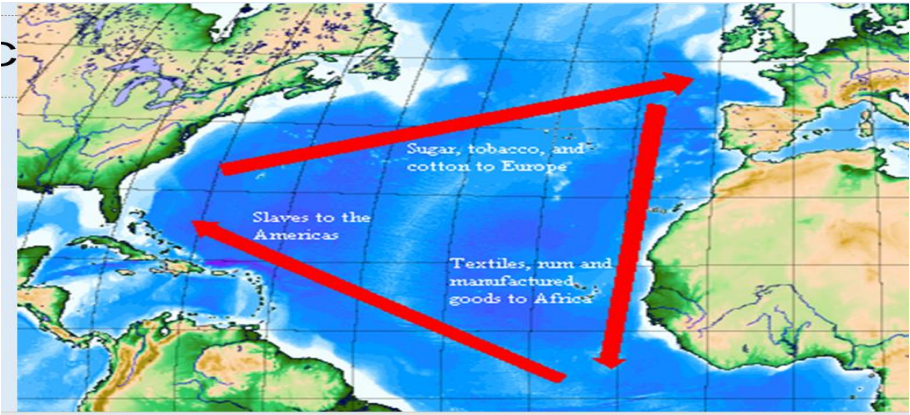 C
Sugar, tobacco, and
cotton to Europe
Slaves to the
Americas
Textiles, rum and
manufactured
goods to Africa